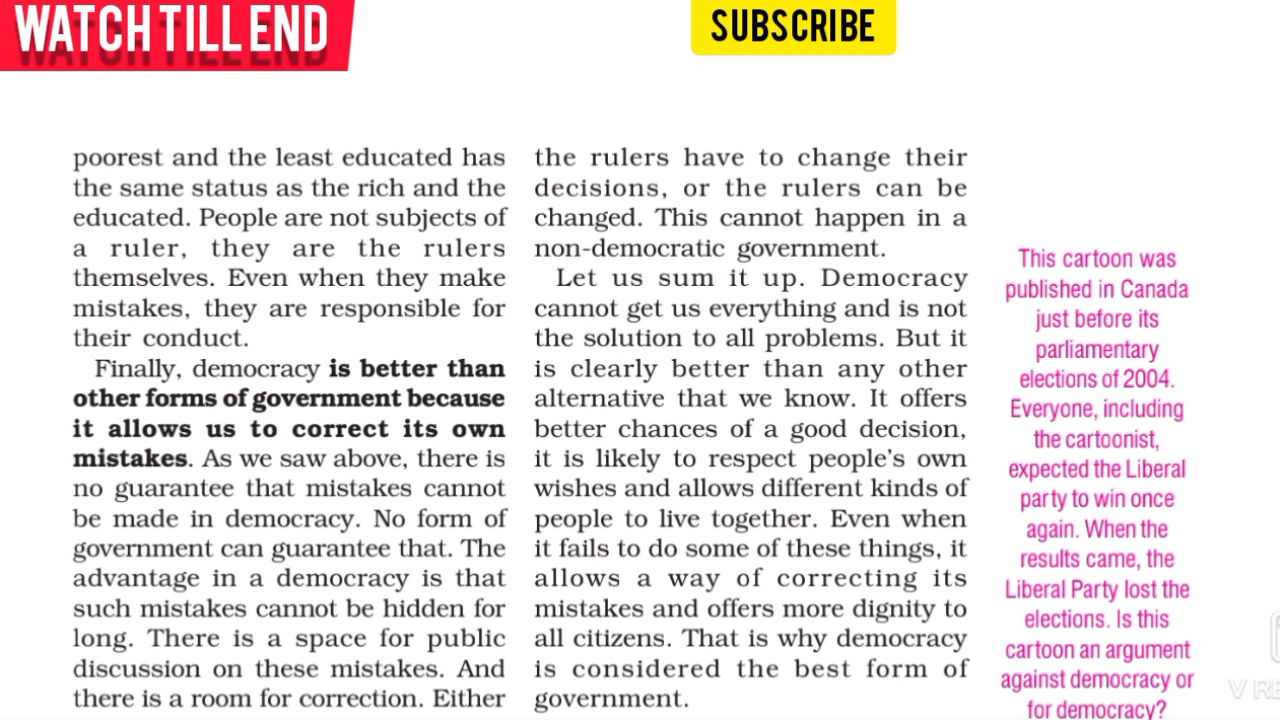 WATCH TILL END
SUBSCRIBE
poorest and the least educated has
the same status as the rich and the
educated. People are not subjects of
a ruler, they are the rulers
themselves. Even when they make
mistakes, they are responsible for
their conduct.
Finally, democracy is better than
other forms of government because
it allows us to correct its own
mistakes. As we saw above, there is
no guarantee that mistakes cannot
be made in democracy. No form of
government can guarantee that. The
advantage in a democracy is that
such mistakes cannot be hidden for
long. There is a space for public
discussion on these mistakes. And
there is a room for correction. Either
the rulers have to change their
decisions, or the rulers can be
changed. This cannot happen in a
non-democratic government.
Let us sum it up. Democracy
cannot get us everything and is not
the solution to all problems. But it
is clearly better than any other
alternative that we know. It offers
better chances of a good decision,
it is likely to respect people's own
wishes and allows different kinds of
people to live together. Even when
it fails to do some of these things, it
allows a way of correcting its
mistakes and offers more dignity to
all citizens. That is why democracy
is considered the best form of
government.
This cartoon was
published in Canada
just before its
parliamentary
elections of 2004.
Everyone, including
the cartoonist,
expected the Liberal
party to win once
again. When the
results came, the
Liberal Party lost the
elections. Is this
cartoon an argument
against democracy or
for democracy?